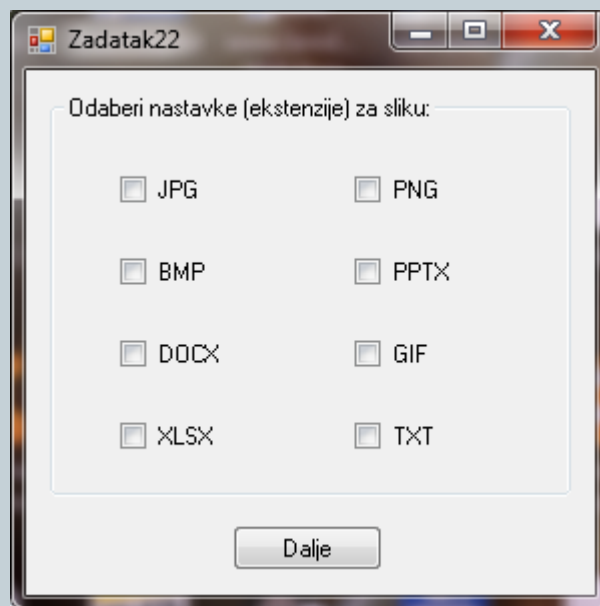 Zadatak22
Odaberi nastavke (ekstenzije) za sliku:
JPG PNG
BMP PPTX
DOCX GIF
XLSX TXT
Dalje